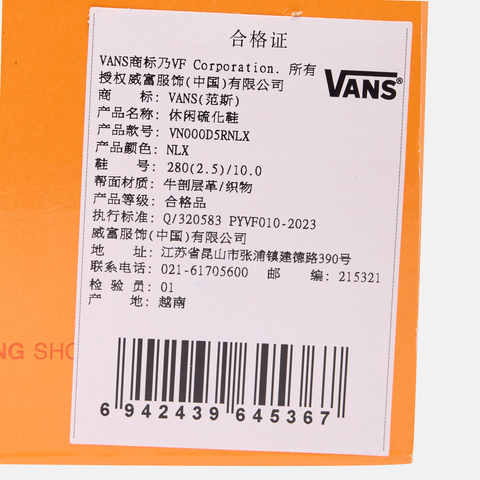 合格证
VANS商标乃VF Corporation. 所有
授权威富服饰(中国)有限公司
VANS®
商 标: VANS(范斯)
产品名称: 休闲硫化鞋
产品款号: VN000D5RNLX
产品颜色: NLX
鞋 号: 280(2.5)/10.0
帮面材质: 牛剖层革/织物
产品等级: 合格品
执行标准: Q/320583 PYVF010-2023
威富服饰(中国)有限公司
地 址: 江苏省昆山市张浦镇建德路390号
联系电话: 021-61705600 邮 编: 215321
检 验 员: 01
产 地: 越南
NG SHO
6 942439 645367